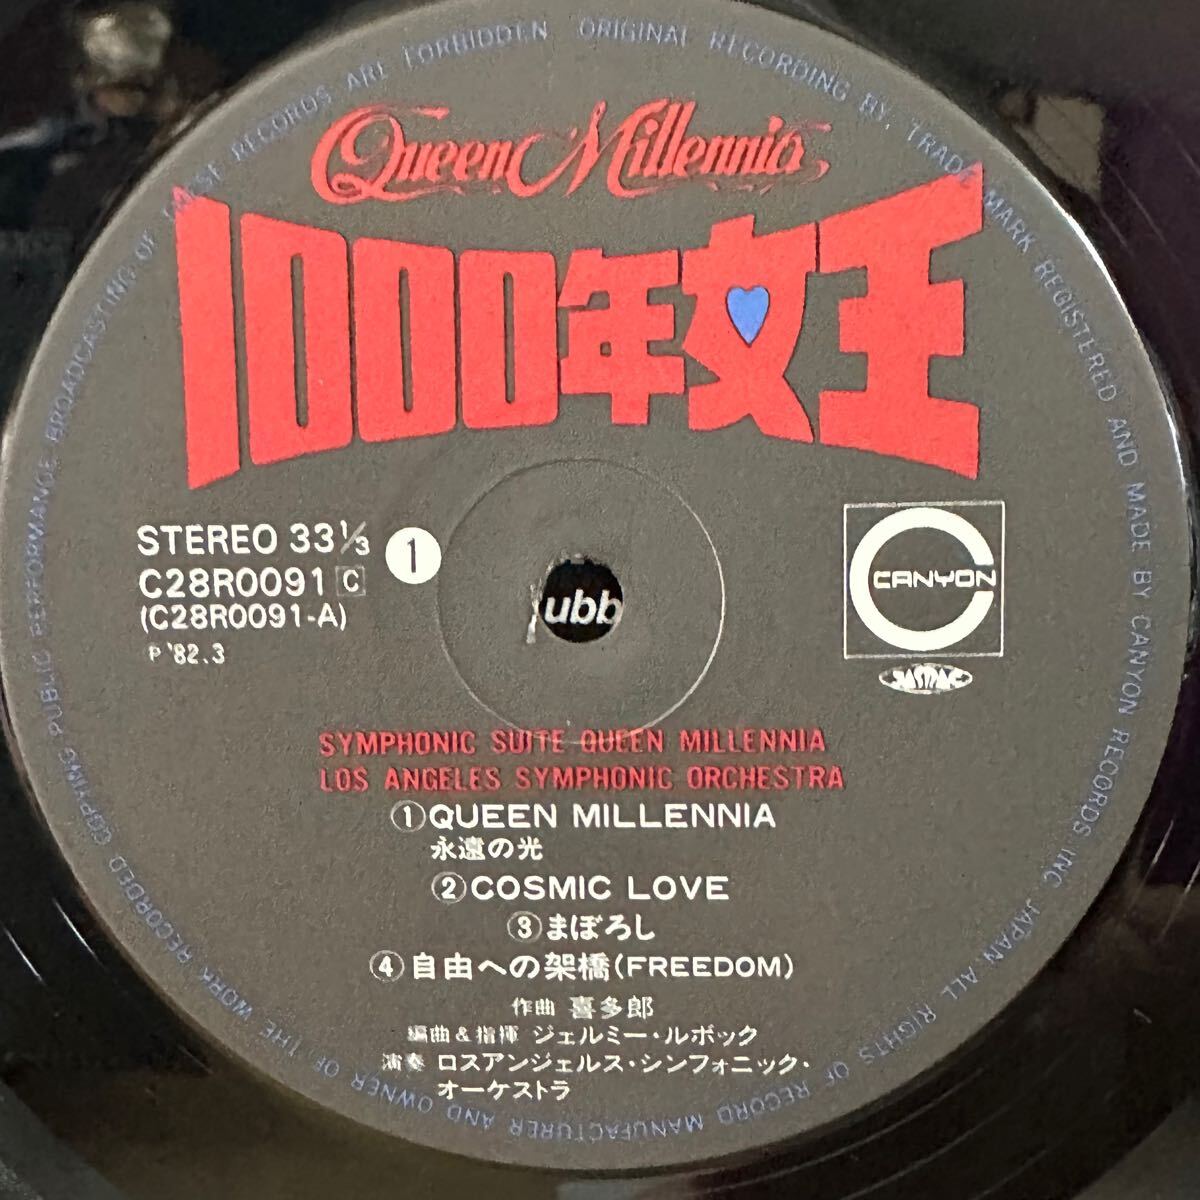 ORIGINAL RECORDING BY, TRADE MARK REGISTERED AND MADE BY CANYON RECORDS INC. JAPAN. ALL RIGHTS OF RECORD MANUFACTURER AND OWNER OF THE WORK RECORDED COPYING, PUBLIC PERFORMANCE, BROADCASTING OF THESE RECORDS ARE FORBIDDEN
Queen Millennia
1000年女王
STEREO 33⅓
1
C28R0091 C
(C28R0091-A)
P '82.3
ubb
CANYON
JASRAC
SYMPHONIC SUITE QUEEN MILLENNIA
LOS ANGELES SYMPHONIC ORCHESTRA
①QUEEN MILLENNIA
永遠の光
②COSMIC LOVE
③まぼろし
④自由への架橋(FREEDOM)
作曲 喜多郎
編曲&指揮 ジェルミー・ルボック
演奏 ロスアンジェルス・シンフォニック・
オーケストラ